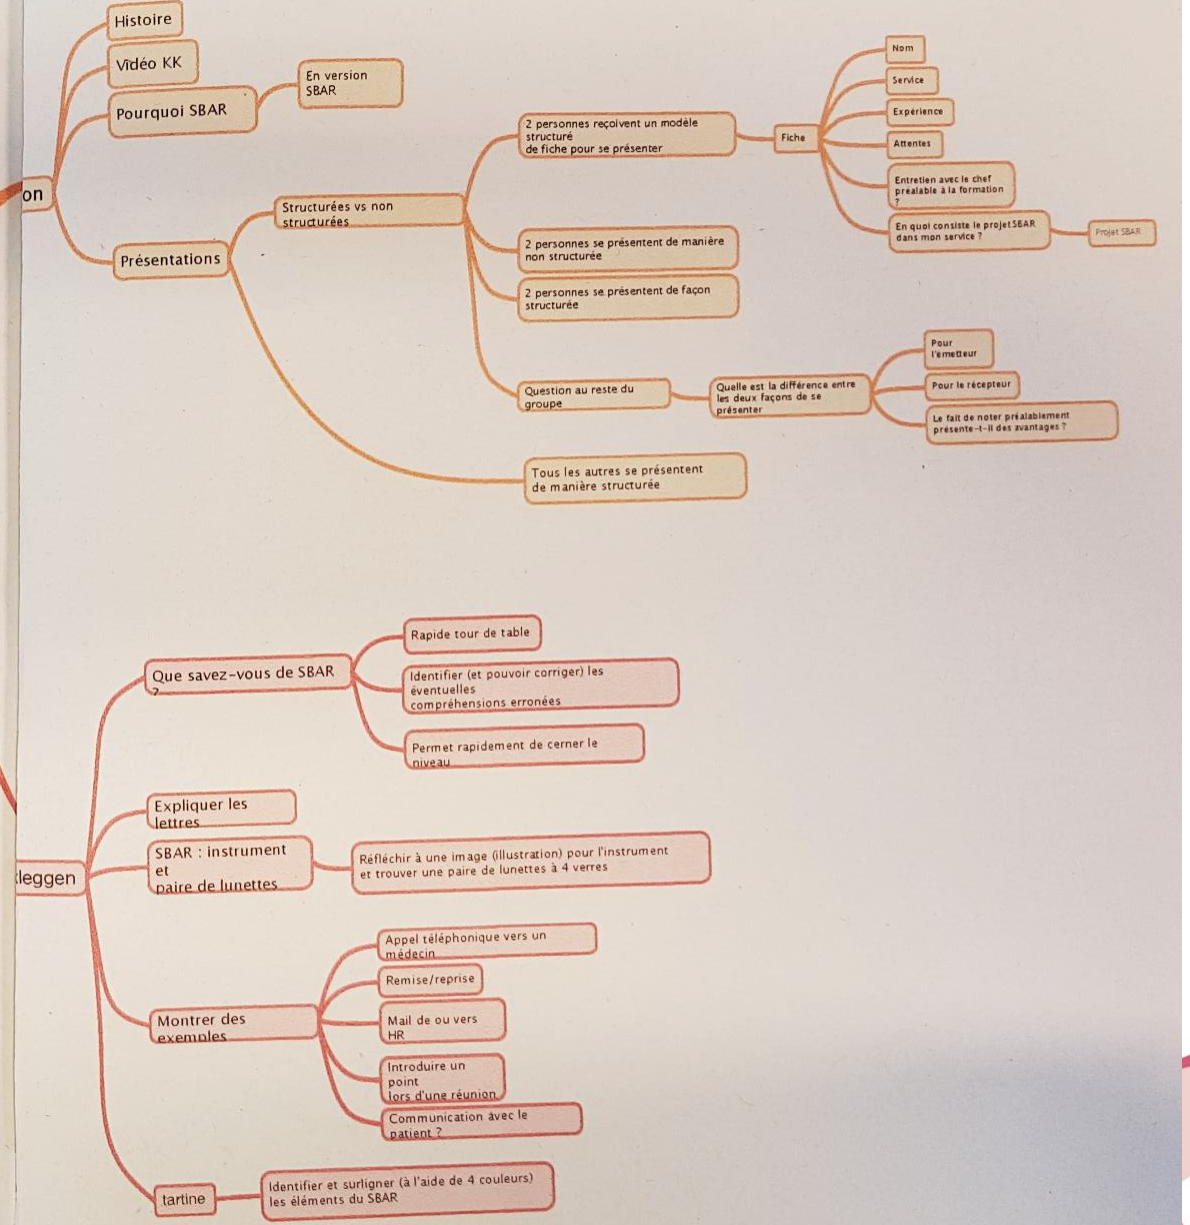 Histoire
Vidéo KK
Pourquoi SBAR
En version
SBAR
on
Présentations
Structurées vs non
structurées
2 personnes reçoivent un modèle
structuré
de fiche pour se présenter
Fiche
Nom
Service
Expérience
Attentes
Entretien avec le chef
préalable à la formation
?
En quoi consiste le projet SBAR
dans mon service ?
Projet SBAR
2 personnes se présentent de manière
non structurée
2 personnes se présentent de façon
structurée
Question au reste du
groupe
Quelle est la différence entre
les deux façons de se
présenter
Pour
l'émetteur
Pour le récepteur
Le fait de noter préalablement
présente-t-il des avantages ?
Tous les autres se présentent
de manière structurée
leggen
Que savez-vous de SBAR
?
Rapide tour de table
Identifier (et pouvoir corriger) les
éventuelles
compréhensions erronées
Permet rapidement de cerner le
niveau
Expliquer les
lettres
SBAR : instrument
et
paire de lunettes
Réfléchir à une image (illustration) pour l'instrument
et trouver une paire de lunettes à 4 verres
Montrer des
exemples
Appel téléphonique vers un
médecin
Remise/reprise
Mail de ou vers
HR
Introduire un
point
lors d'une réunion
Communication avec le
patient ?
tartine
Identifier et surligner (à l'aide de 4 couleurs)
les éléments du SBAR